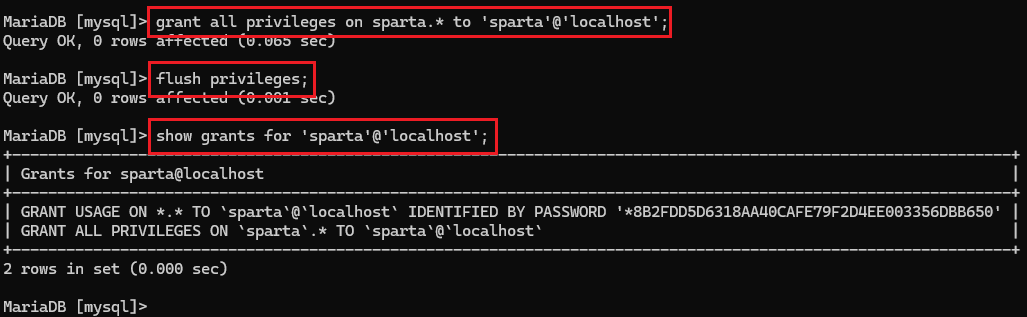 MariaDB [mysql]> grant all privileges on sparta.* to 'sparta'@'localhost';
Query OK, 0 rows affected (0.065 sec)
MariaDB [mysql]> flush privileges;
Query OK, 0 rows affected (0.001 sec)
MariaDB [mysql]> show grants for 'sparta'@'localhost';
+---------------------------------------------------------------------------------------------------------------+
| Grants for sparta@localhost |
+---------------------------------------------------------------------------------------------------------------+
| GRANT USAGE ON *.* TO `sparta`@`localhost` IDENTIFIED BY PASSWORD '*8B2FDD5D6318AA40CAFE79F2D4EE003356DBB650' |
| GRANT ALL PRIVILEGES ON `sparta`.* TO `sparta`@`localhost` |
+---------------------------------------------------------------------------------------------------------------+
2 rows in set (0.000 sec)
MariaDB [mysql]>